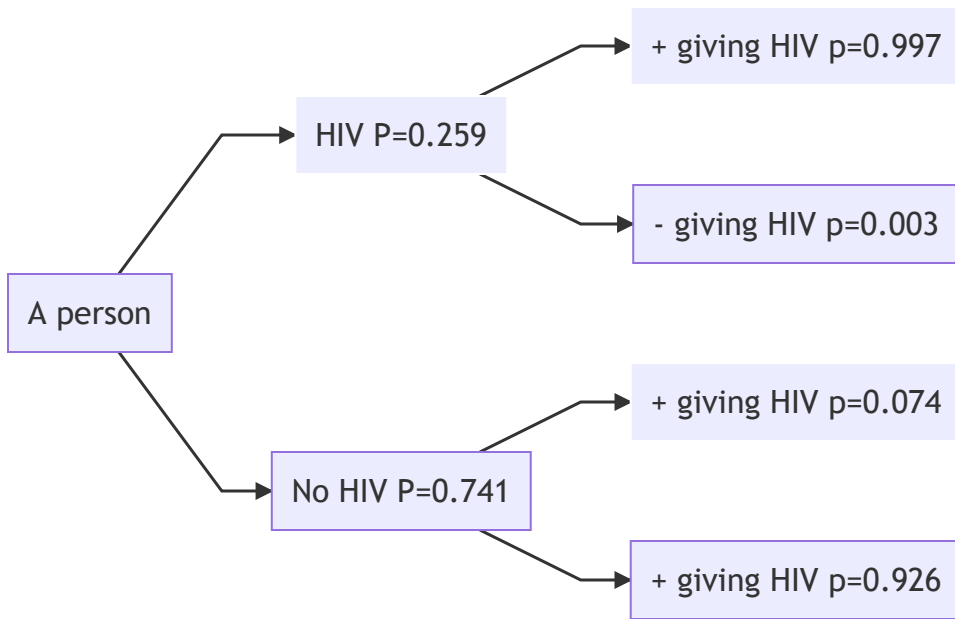 + giving HIV p=0.997
HIV P=0.259
- giving HIV p=0.003
A person
+ giving HIV p=0.074
No HIV P=0.741
+ giving HIV p=0.926